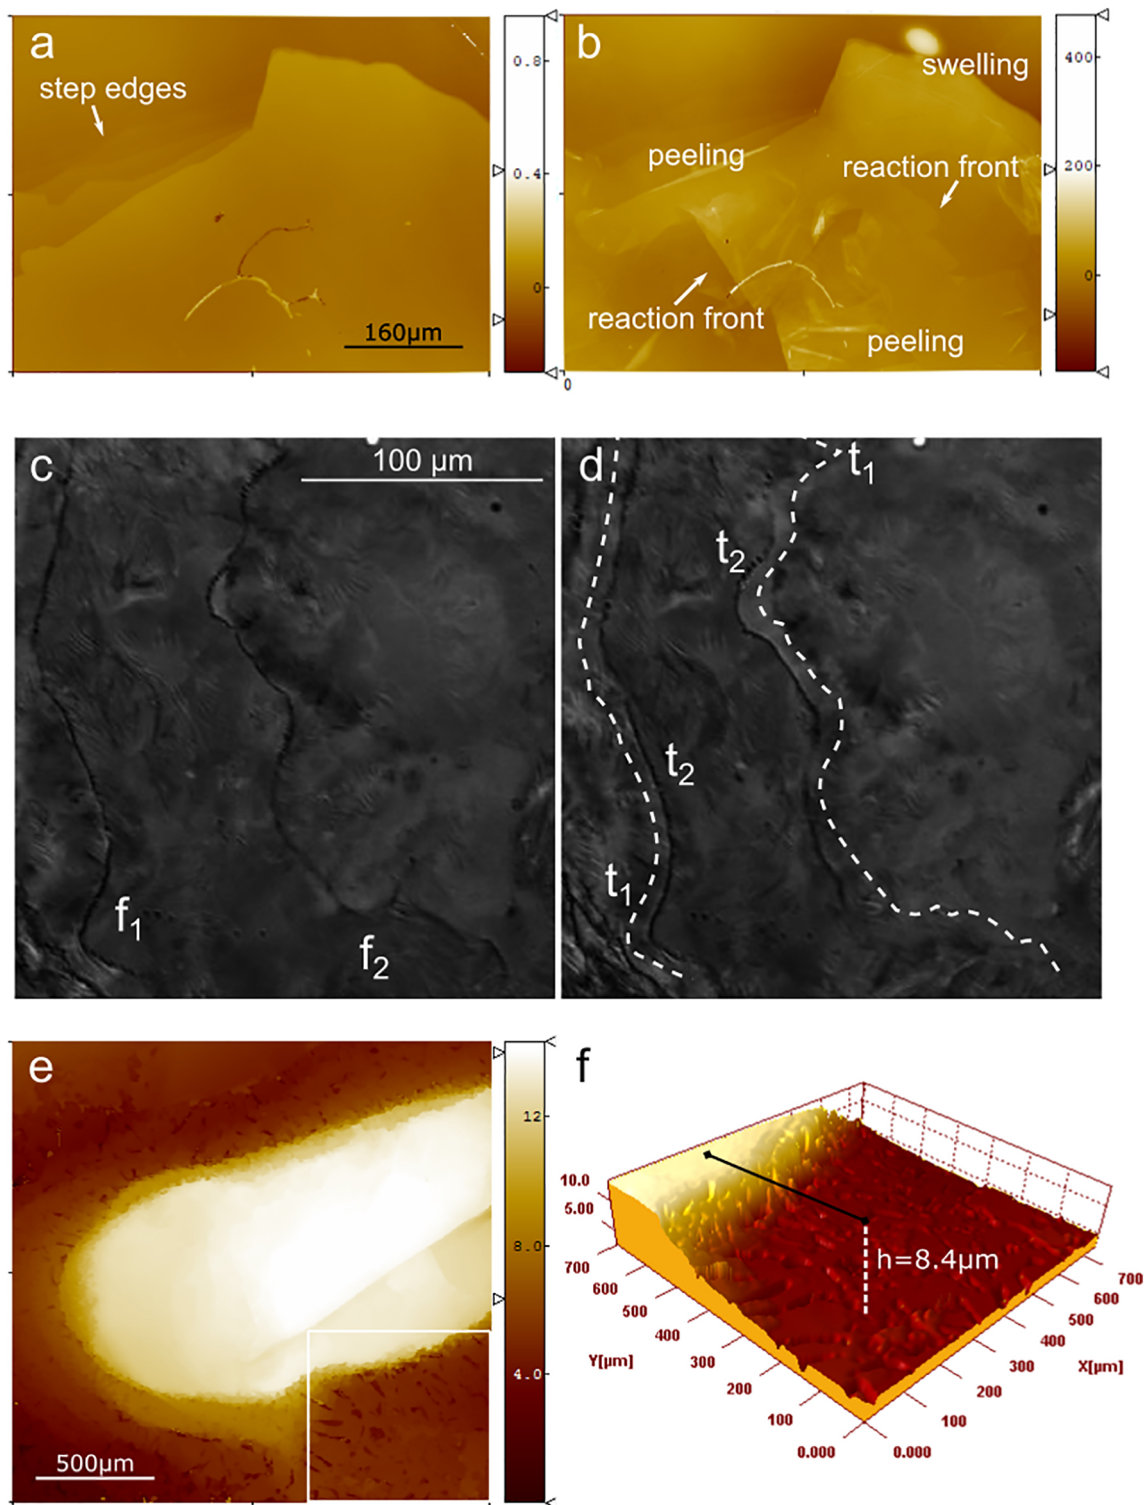 a
step edges
160µm
0.8
0.4
0
b
swelling
peeling
reaction front
reaction front
peeling
0
400
200
0
c
100 µm
f1
f2
d
t1
t2
t2
t1
e
500µm
12
8.0
4.0
f
10.0
5.00
700
600
500
400
300
200
100
0.000
Y[µm]
h=8.4µm
700
600
500
400
300
200
100
0.000
X[µm]